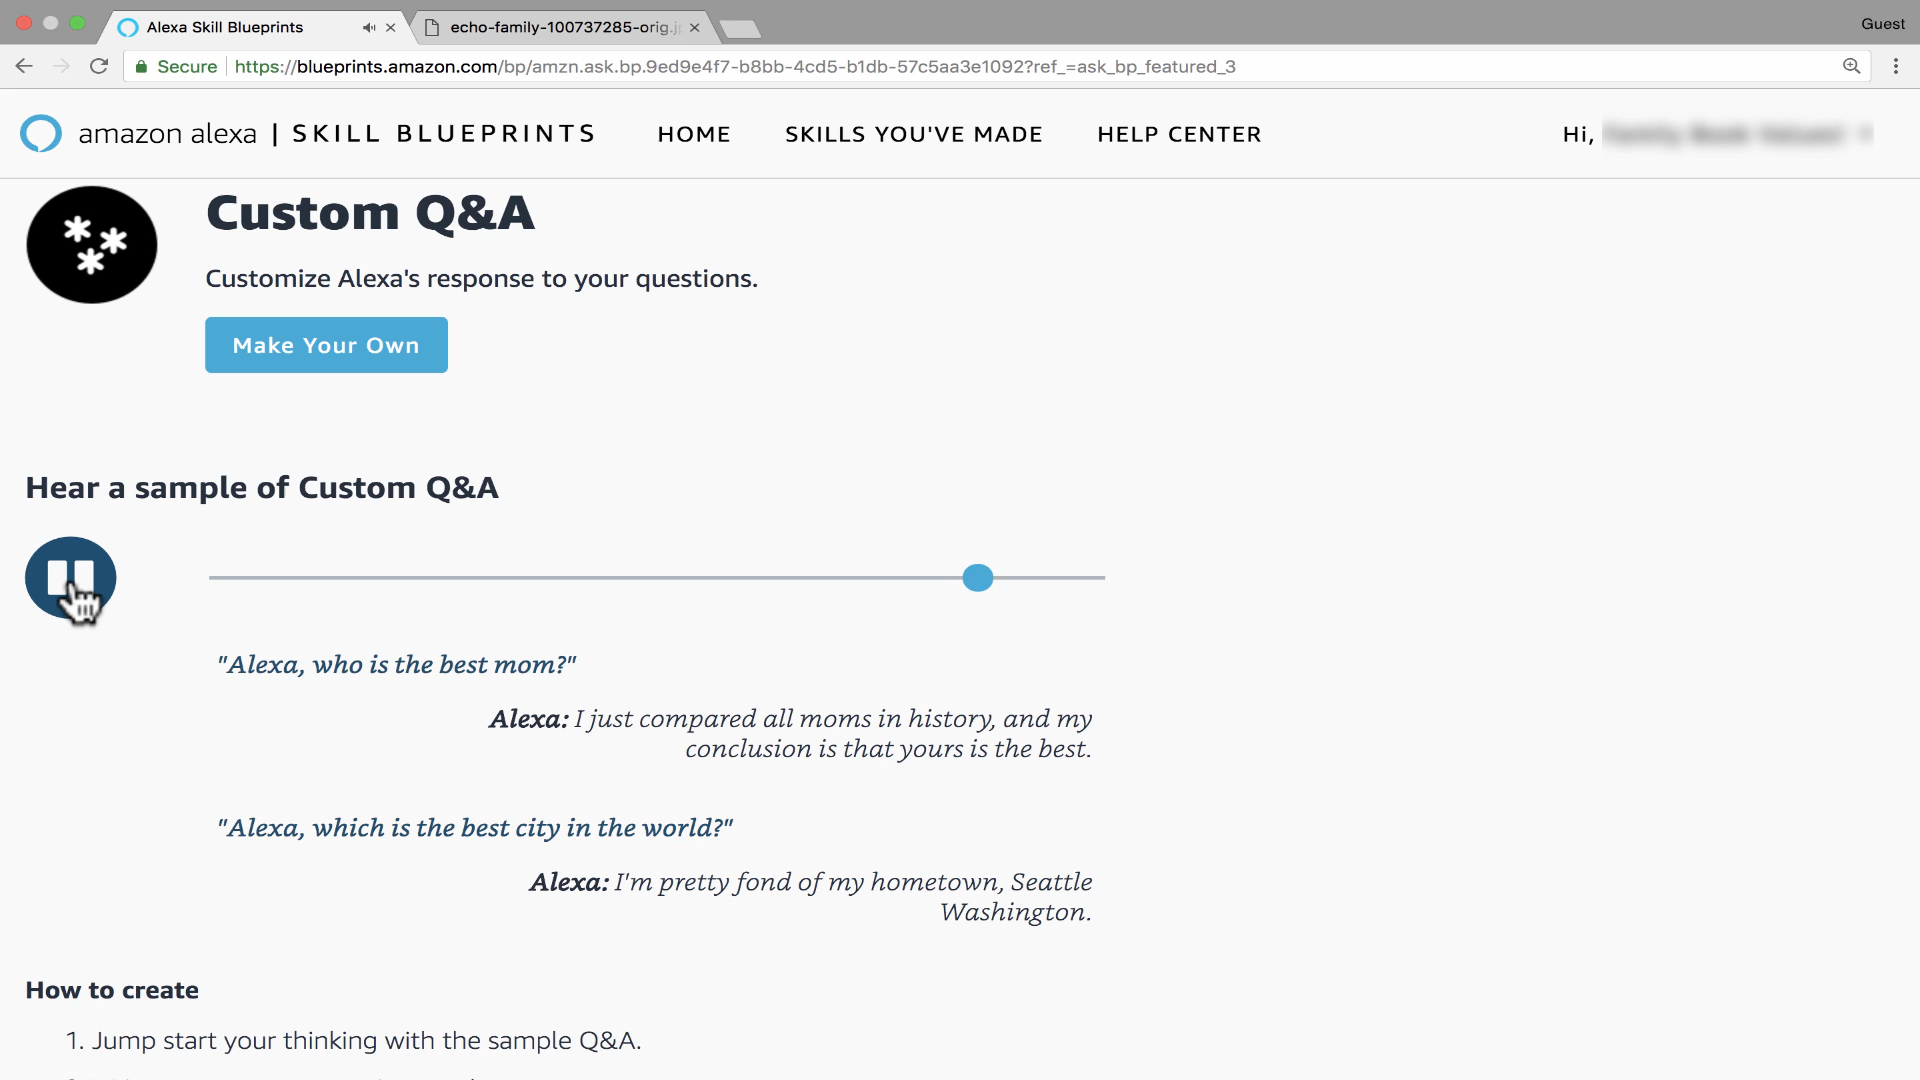 Alexa Skill Blueprints
echo-family-100737285-orig.j
Guest
Secure
https://blueprints.amazon.com/bp/amzn.ask.bp.9ed9e4f7-b8bb-4cd5-b1db-57c5aa3e1092?ref_=ask_bp_featured_3
amazon alexa | SKILL BLUEPRINTS
HOME
SKILLS YOU'VE MADE
HELP CENTER
Hi,
Custom Q&A
Customize Alexa's response to your questions.
Make Your Own
Hear a sample of Custom Q&A
"Alexa, who is the best mom?"
Alexa: I just compared all moms in history, and my
conclusion is that yours is the best.
"Alexa, which is the best city in the world?"
Alexa: I'm pretty fond of my hometown, Seattle
Washington.
How to create
1. Jump start your thinking with the sample Q&A.